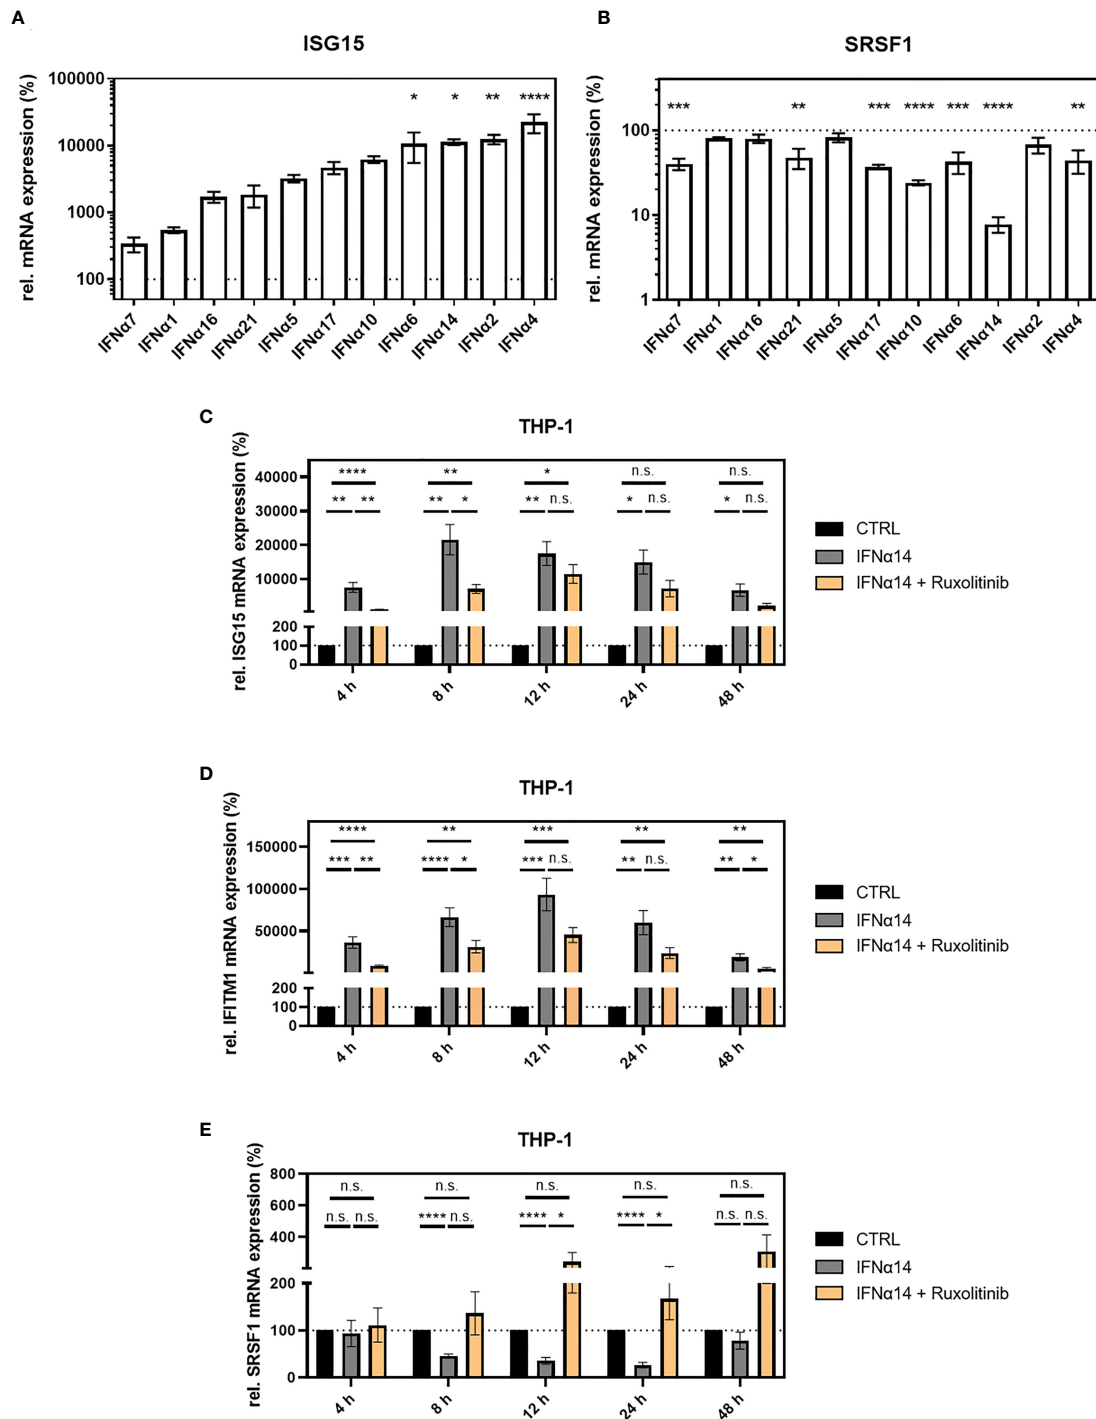 A
B
ISG15
SRSF1
rel. mRNA expression (%)
100000
10000
1000
100
* * ** ****
IFNα7 IFNα1 IFNα16 IFNα21 IFNα5 IFNα17 IFNα10 IFNα6 IFNα14 IFNα2 IFNα4
rel. mRNA expression (%)
100
10
1
*** ** *** **** *** **** **
IFNα7 IFNα1 IFNα16 IFNα21 IFNα5 IFNα17 IFNα10 IFNα6 IFNα14 IFNα2 IFNα4
C
THP-1
rel. ISG15 mRNA expression (%)
40000
30000
20000
10000
200
100
0
**** ** * n.s. n.s.
** ** ** * ** n.s. * n.s. * n.s.
4 h 8 h 12 h 24 h 48 h
CTRL
IFNα14
IFNα14 + Ruxolitinib
D
THP-1
rel. IFITM1 mRNA expression (%)
150000
100000
50000
200
100
0
**** ** *** ** **
*** ** **** * *** n.s. ** n.s. ** *
4 h 8 h 12 h 24 h 48 h
CTRL
IFNα14
IFNα14 + Ruxolitinib
E
THP-1
rel. SRSF1 mRNA expression (%)
800
600
400
200
100
0
n.s. n.s. n.s. n.s. n.s.
n.s. n.s. **** n.s. **** * **** * n.s. n.s.
4 h 8 h 12 h 24 h 48 h
CTRL
IFNα14
IFNα14 + Ruxolitinib